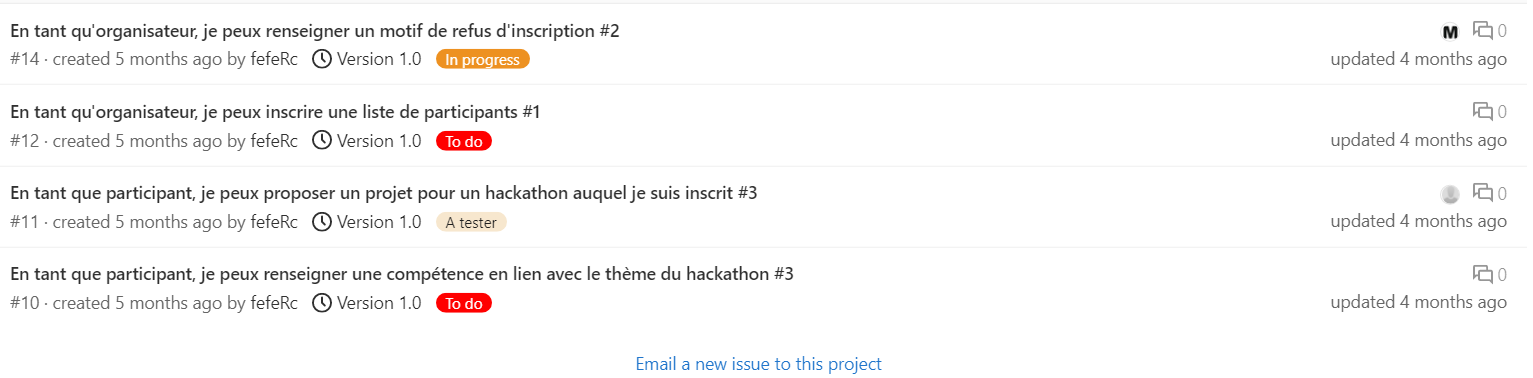 En tant qu'organisateur, je peux renseigner un motif de refus d'inscription #2
M 0
#14 · created 5 months ago by fefeRc Version 1.0 In progress
updated 4 months ago
En tant qu'organisateur, je peux inscrire une liste de participants #1
0
#12 · created 5 months ago by fefeRc Version 1.0 To do
updated 4 months ago
En tant que participant, je peux proposer un projet pour un hackathon auquel je suis inscrit #3
0
#11 · created 5 months ago by fefeRc Version 1.0 A tester
updated 4 months ago
En tant que participant, je peux renseigner une compétence en lien avec le thème du hackathon #3
0
#10 · created 5 months ago by fefeRc Version 1.0 To do
updated 4 months ago
Email a new issue to this project